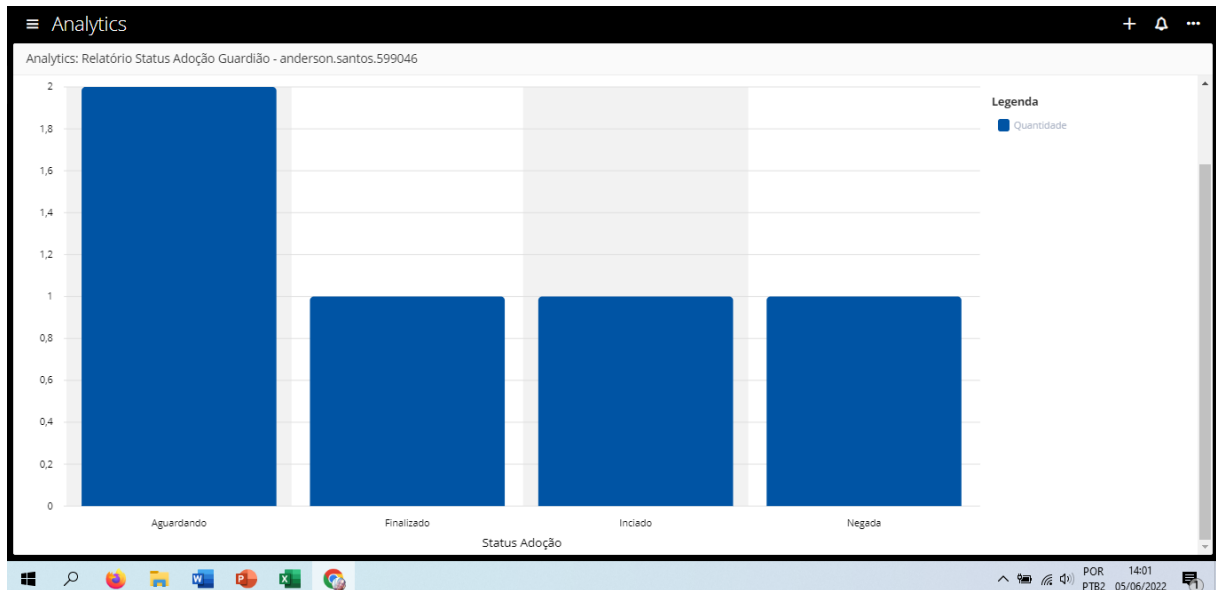 Analytics
Analytics: Relatório Status Adoção Guardião - anderson.santos.599046
2
1,8
1,6
1,4
1,2
1
0,8
0,6
0,4
0,2
0
Aguardando
Finalizado
Inciado
Negada
Status Adoção
Legenda
Quantidade
POR
PTB2
14:01
05/06/2022
1